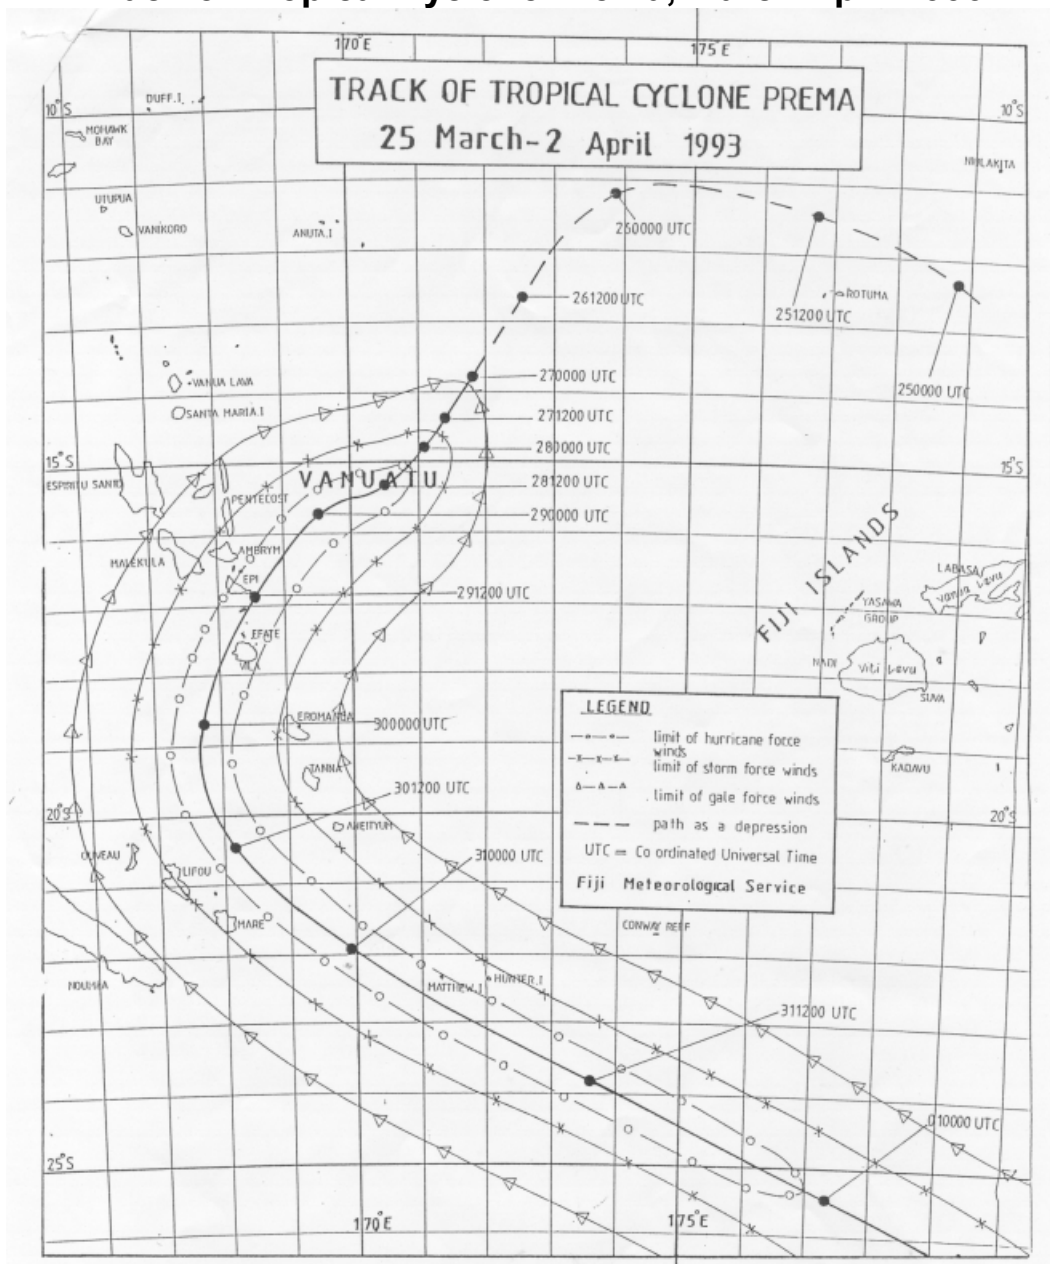 170°E
175°E
TRACK OF TROPICAL CYCLONE PREMA
25 March-2 April 1993
10°S
10°S
DUFF.I
MOHAWK
BAY
NIULAKITA
UTUPUA
VANIKORO
ANUTA.I
260000 UTC
261200 UTC
ROTUMA
251200 UTC
270000 UTC
VANUA LAVA
250000 UTC
SANTA MARIA.I
271200 UTC
280000 UTC
15°S
15°S
VANUATU
281200 UTC
ESPIRITU SANTO
PENTECOST
290000 UTC
AMBRYM
MALEKULA
EPI
291200 UTC
FIJI ISLANDS
LABASA
Vanua Levu
YASAWA
GROUP
EFATE
VILA
NADI
Viti Levu
SUVA
EROMANGA
300000 UTC
LEGEND
limit of hurricane force
winds
limit of storm force winds
limit of gale force winds
path as a depression
UTC = Co ordinated Universal Time
Fiji Meteorological Service
KADAVU
TANNA
301200 UTC
20°S
20°S
ANEITYUM
OUVEAU
LIFOU
310000 UTC
MARE
CONWAY REEF
NOUMEA
MATTHEW.I
HUNTER.I
311200 UTC
010000 UTC
25°S
170°E
175°E